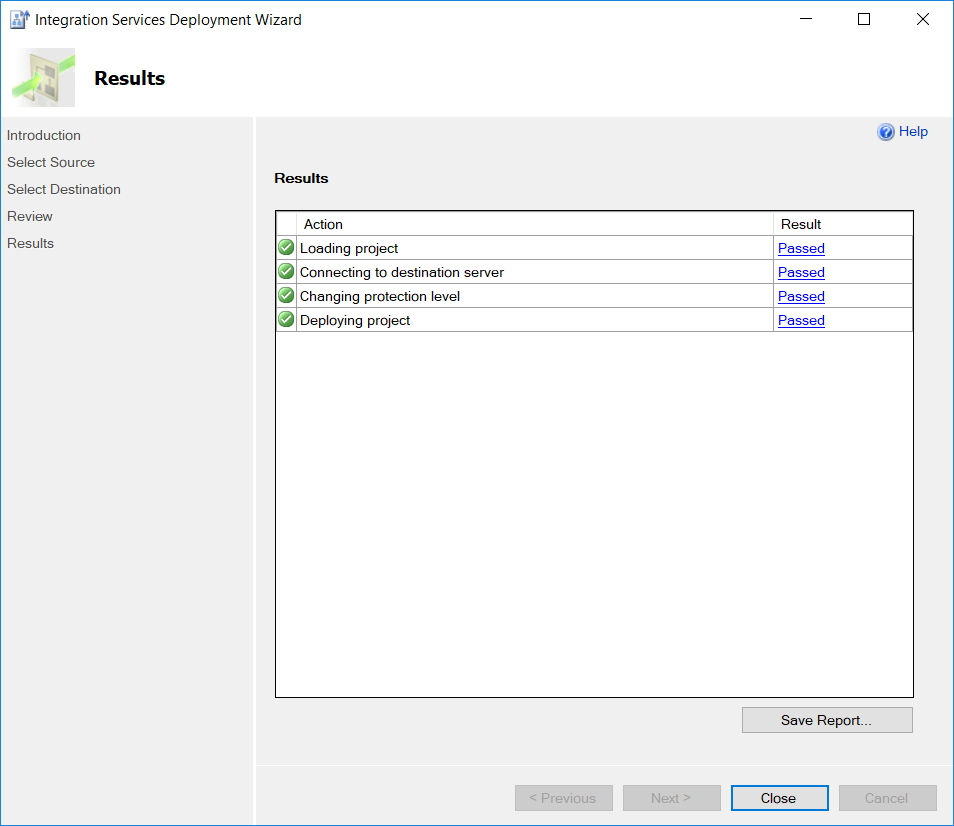 Integration Services Deployment Wizard
Results
Introduction
Select Source
Select Destination
Review
Results
Help
Results
Action Result
Loading project Passed
Connecting to destination server Passed
Changing protection level Passed
Deploying project Passed
Save Report...
< Previous Next > Close Cancel